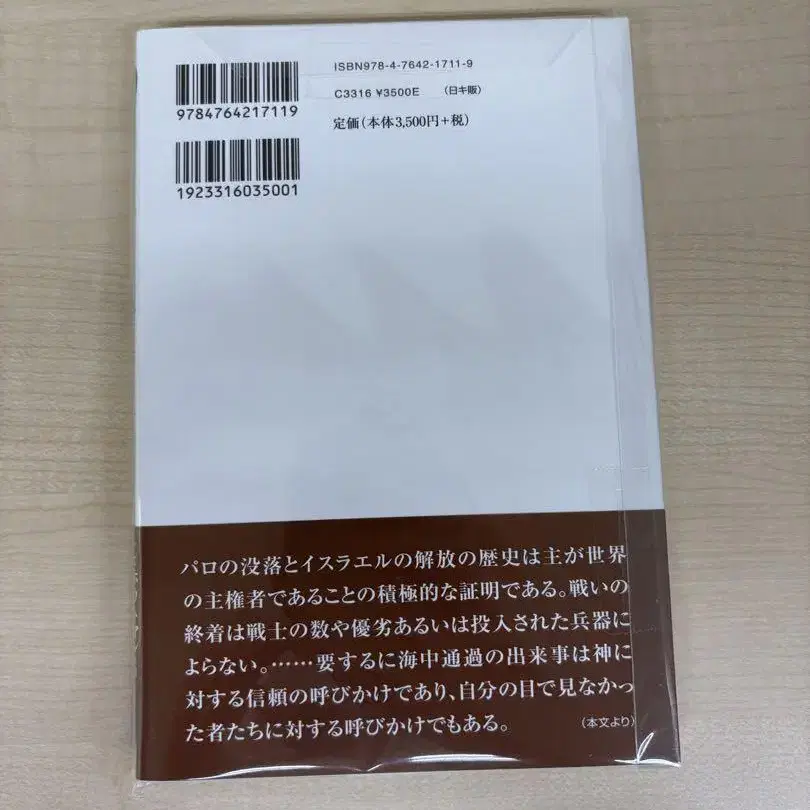 ISBN978-4-7642-1711-9
C3316 ¥3500E （日キ販）
定価（本体3,500円＋税）
9784764217119
1923316035001
パロの没落とイスラエルの解放の歴史は主が世界
の主権者であることの積極的な証明である。戦いの
終着は戦士の数や優劣あるいは投入された兵器に
よらない。……要するに海中通過の出来事は神に
対する信頼の呼びかけであり、自分の目で見なかっ
た者たちに対する呼びかけでもある。
（本文より）